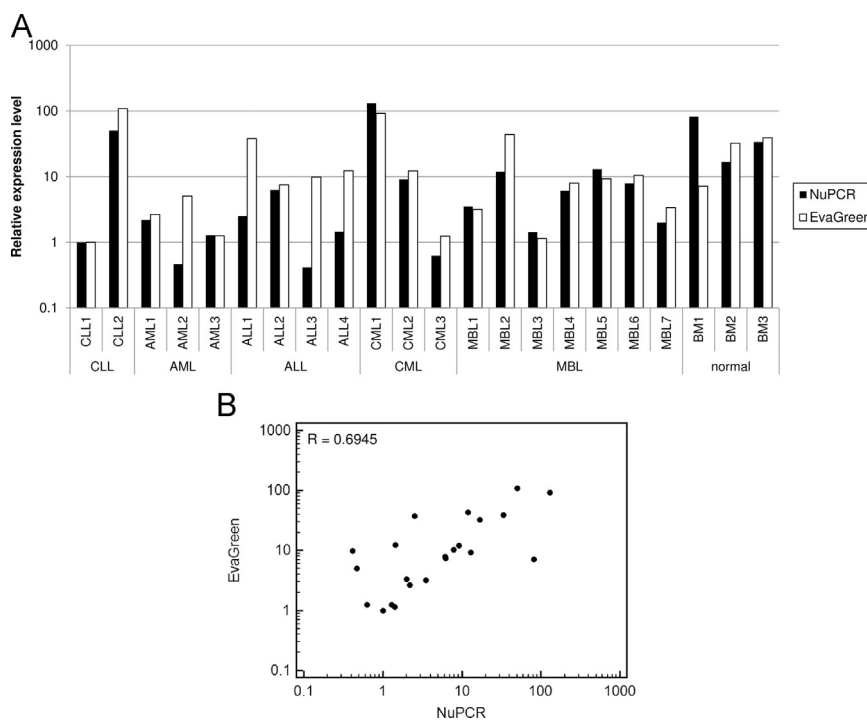 A
1000
100
10
1
0.1
Relative expression level
CLL1 CLL2 AML1 AML2 AML3 ALL1 ALL2 ALL3 ALL4 CML1 CML2 CML3 MBL1 MBL2 MBL3 MBL4 MBL5 MBL6 MBL7 BM1 BM2 BM3
CLL AML ALL CML MBL normal
NuPCR
EvaGreen
B
R = 0.6945
1000
100
10
1
0.1
EvaGreen
0.1 1 10 100 1000
NuPCR